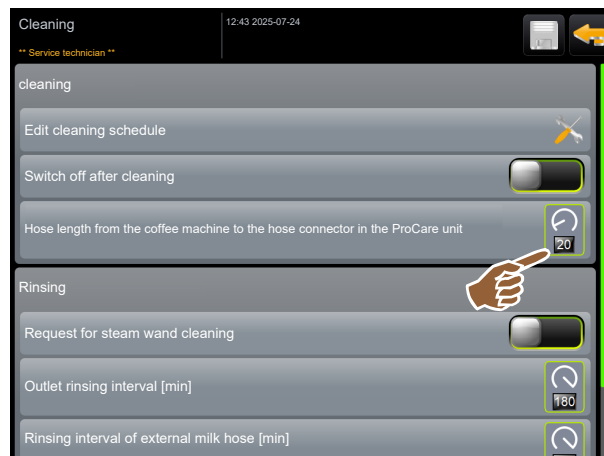 Cleaning
12:43 2025-07-24
** Service technician **
cleaning
Edit cleaning schedule
Switch off after cleaning
Hose length from the coffee machine to the hose connector in the ProCare unit
20
Rinsing
Request for steam wand cleaning
Outlet rinsing interval [min]
180
Rinsing interval of external milk hose [min]